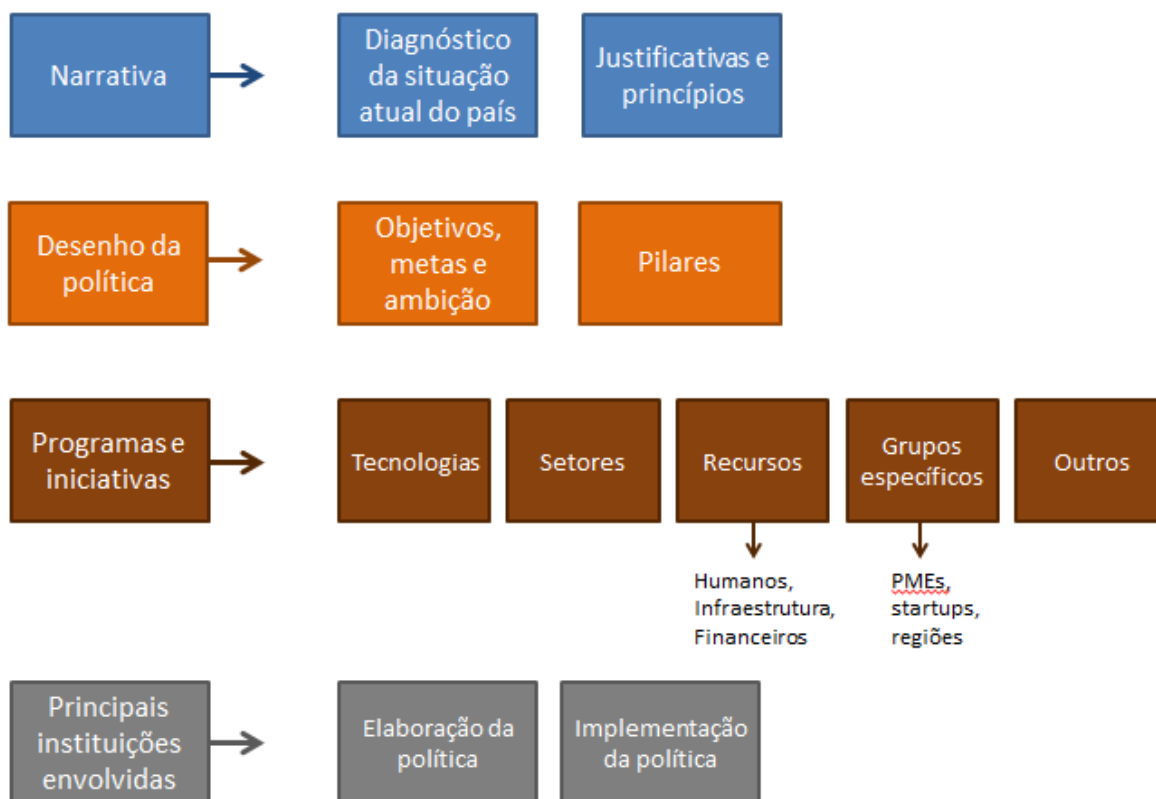 Narrativa
Diagnóstico
da situação
atual do país
Justificativas e
princípios
Desenho da
política
Objetivos,
metas e
ambição
Pilares
Programas e
iniciativas
Tecnologias
Setores
Recursos
Grupos
específicos
Outros
Humanos,
Infraestrutura,
Financeiros
PMEs,
startups,
regiões
Principais
instituições
envolvidas
Elaboração da
política
Implementação
da política